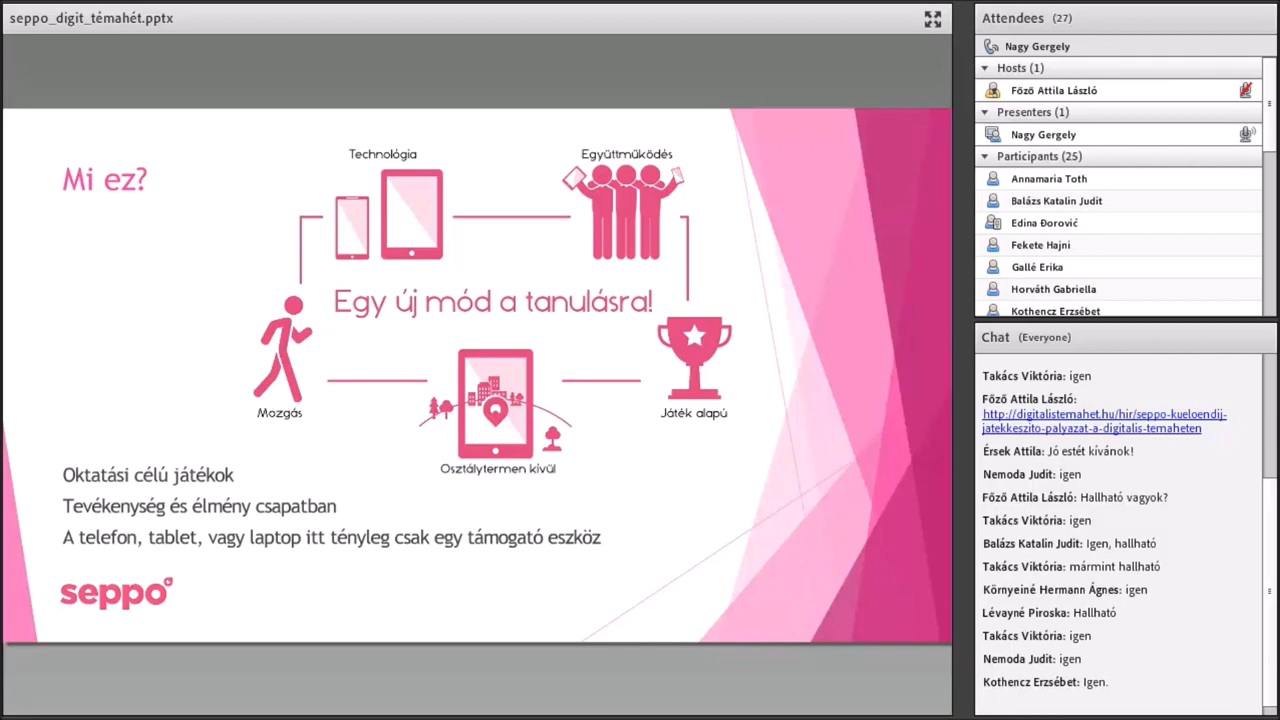 seppo_digit_témahét.pptx
Mi ez?
Technológia
Együttműködés
Egy új mód a tanulásra!
Mozgás
Játék alapú
Osztálytermen kívül
Oktatási célú játékok
Tevékenység és élmény csapatban
A telefon, tablet, vagy laptop itt tényleg csak egy támogató eszköz
seppo
Attendees (27)
Nagy Gergely
Hosts (1)
Főző Attila László
Presenters (1)
Nagy Gergely
Participants (25)
Annamaria Toth
Balázs Katalin Judit
Edina Đorović
Fekete Hajni
Gallé Erika
Horváth Gabriella
Kothencz Erzsébet
Chat (Everyone)
Takács Viktória: igen
Főző Attila László:
http://digitalistemahet.hu/hir/seppo-kueloendij-
jatekkeszito-palyazat-a-digitalis-temaheten
Érsek Attila: Jó estét kívánok!
Nemoda Judit: igen
Főző Attila László: Hallható vagyok?
Takács Viktória: igen
Balázs Katalin Judit: Igen, hallható
Takács Viktória: mármint hallható
Környeiné Hermann Ágnes: igen
Lévayné Piroska: Hallható
Takács Viktória: igen
Nemoda Judit: igen
Kothencz Erzsébet: Igen.